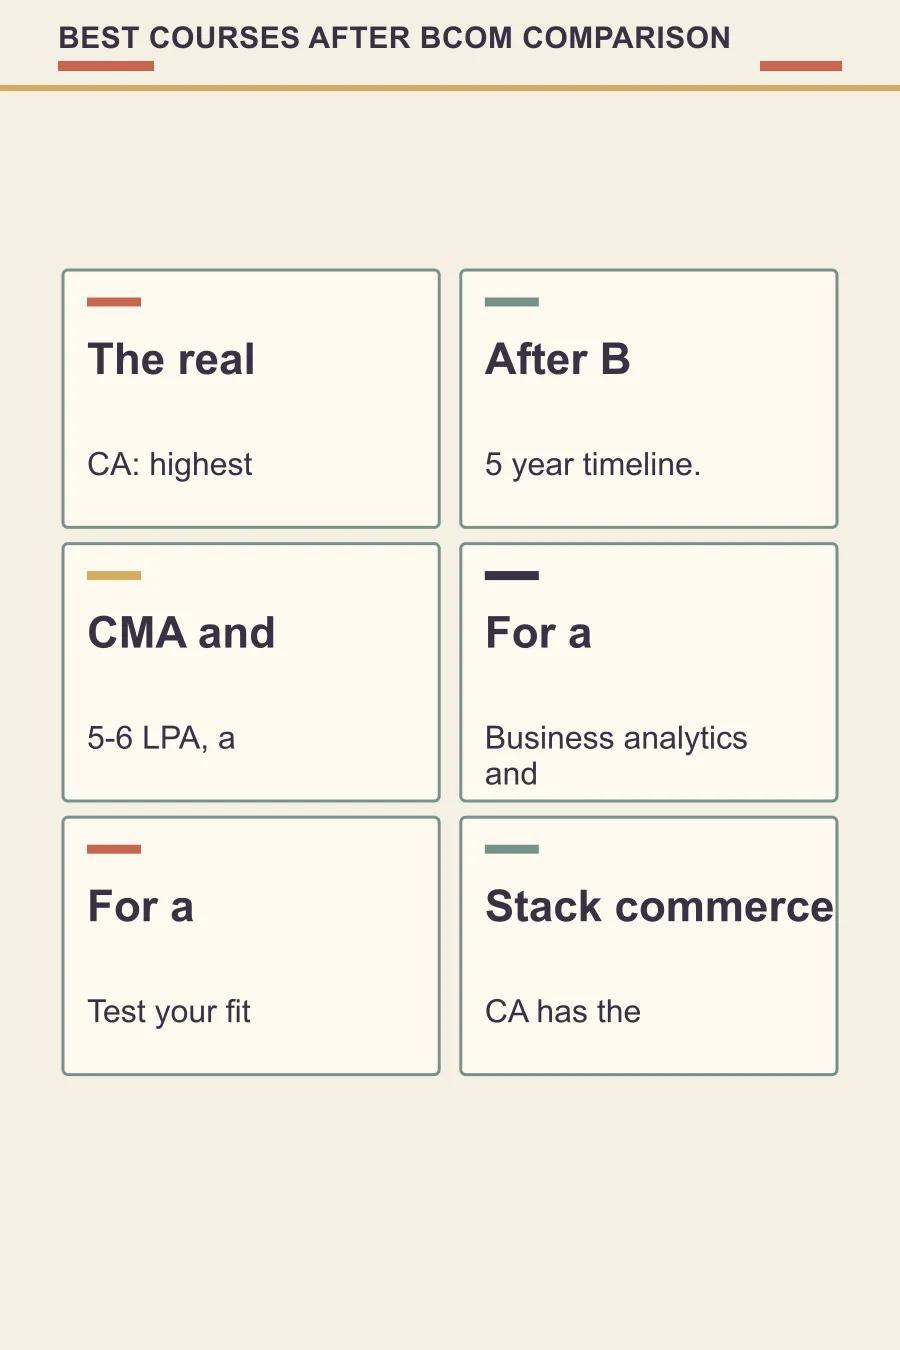 BEST COURSES AFTER BCOM COMPARISON
The real
CA: highest
After B
5 year timeline.
CMA and
5-6 LPA, a
For a
Business analytics
and
For a
Test your fit
Stack commerce
CA has the